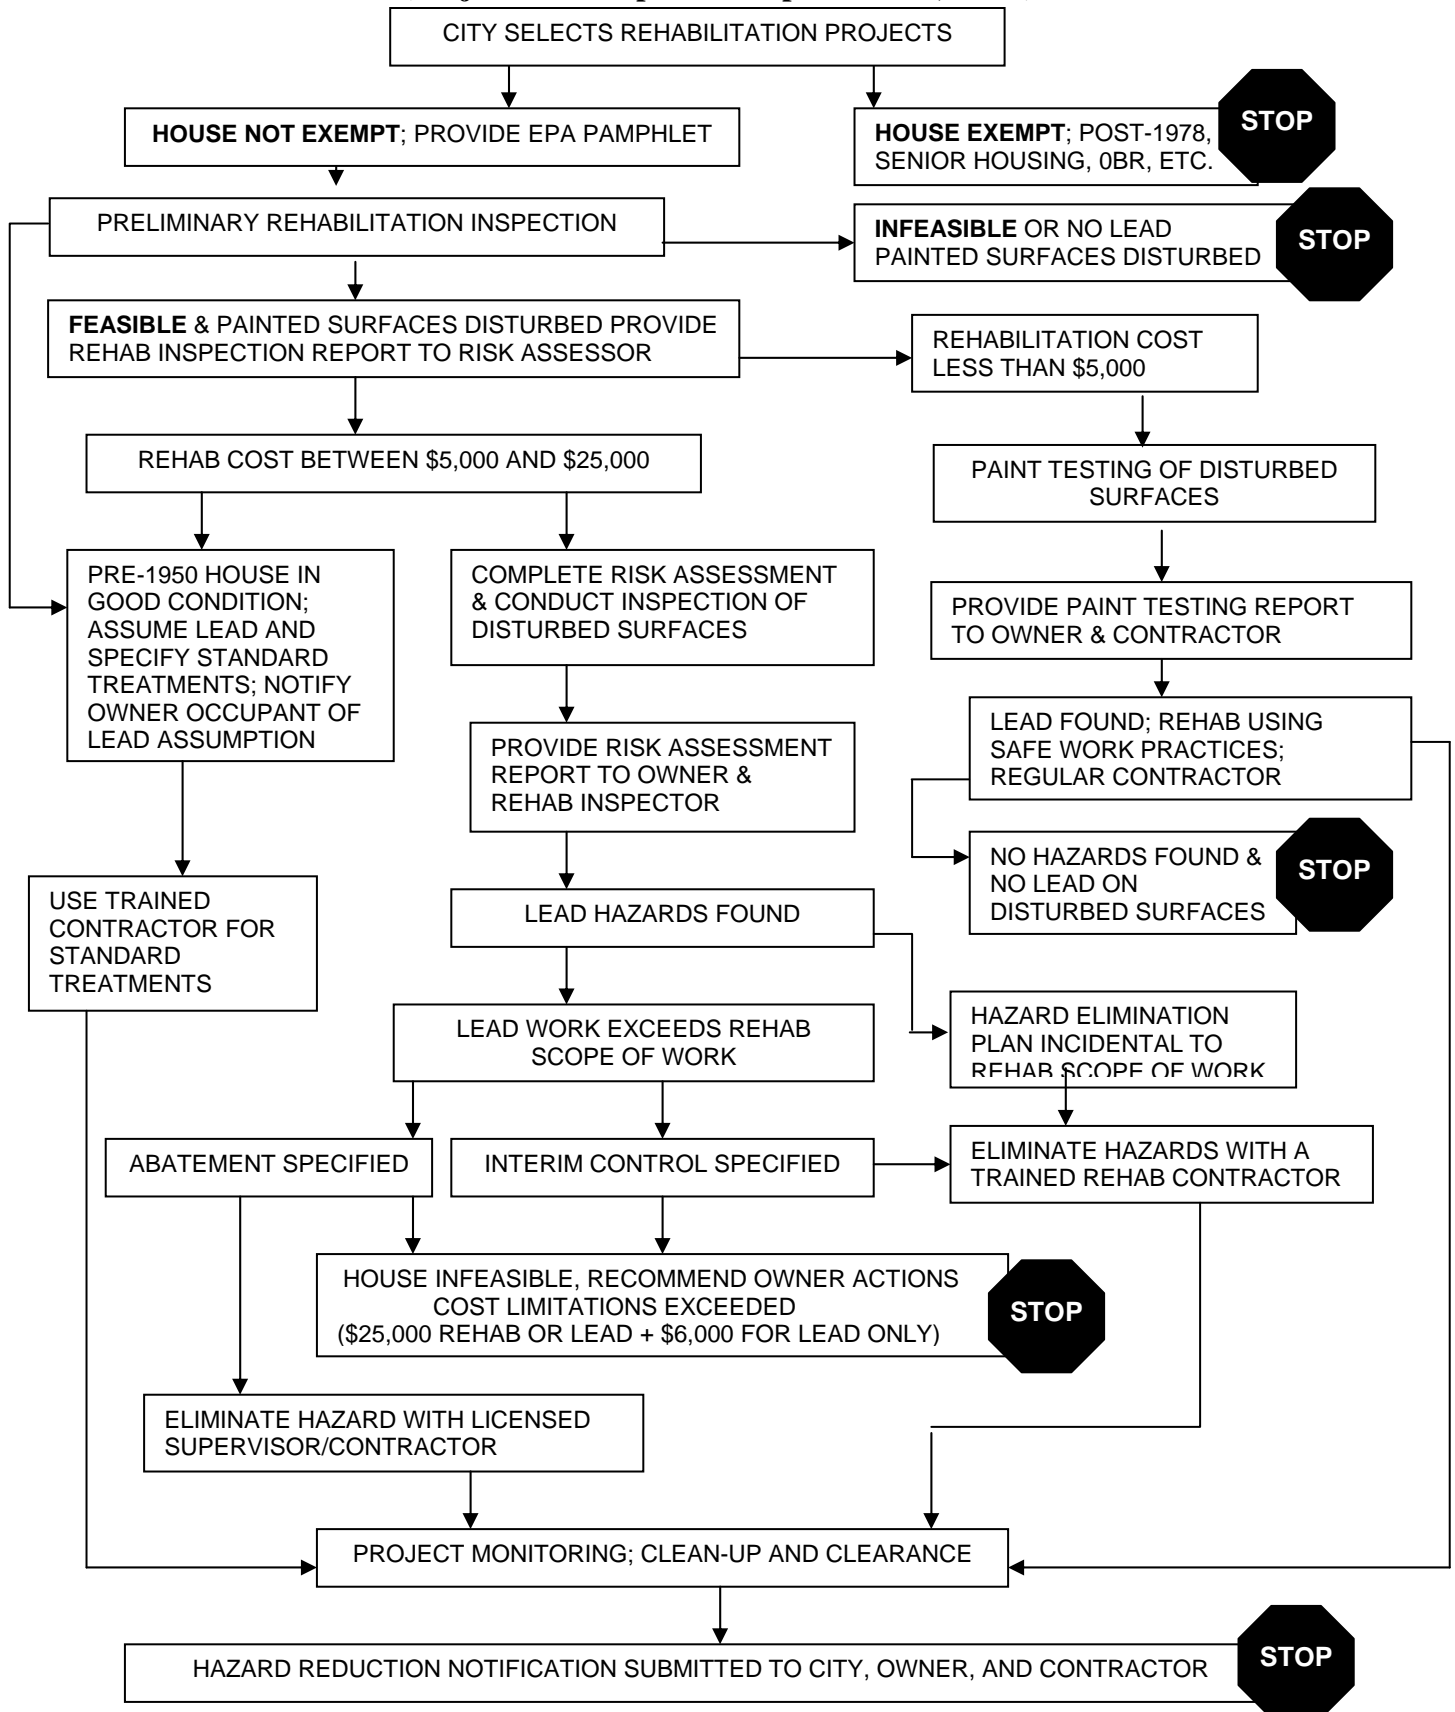 CITY SELECTS REHABILITATION PROJECTS
HOUSE NOT EXEMPT; PROVIDE EPA PAMPHLET
HOUSE EXEMPT; POST-1978,
SENIOR HOUSING, 0BR, ETC.
STOP
PRELIMINARY REHABILITATION INSPECTION
INFEASIBLE OR NO LEAD
PAINTED SURFACES DISTURBED
STOP
FEASIBLE & PAINTED SURFACES DISTURBED PROVIDE
REHAB INSPECTION REPORT TO RISK ASSESSOR
REHABILITATION COST
LESS THAN $5,000
REHAB COST BETWEEN $5,000 AND $25,000
PAINT TESTING OF DISTURBED
SURFACES
PRE-1950 HOUSE IN
GOOD CONDITION;
ASSUME LEAD AND
SPECIFY STANDARD
TREATMENTS; NOTIFY
OWNER OCCUPANT OF
LEAD ASSUMPTION
COMPLETE RISK ASSESSMENT
& CONDUCT INSPECTION OF
DISTURBED SURFACES
PROVIDE PAINT TESTING REPORT
TO OWNER & CONTRACTOR
LEAD FOUND; REHAB USING
SAFE WORK PRACTICES;
REGULAR CONTRACTOR
PROVIDE RISK ASSESSMENT
REPORT TO OWNER &
REHAB INSPECTOR
NO HAZARDS FOUND &
NO LEAD ON
DISTURBED SURFACES
STOP
USE TRAINED
CONTRACTOR FOR
STANDARD
TREATMENTS
LEAD HAZARDS FOUND
LEAD WORK EXCEEDS REHAB
SCOPE OF WORK
HAZARD ELIMINATION
PLAN INCIDENTAL TO
REHAB SCOPE OF WORK
ABATEMENT SPECIFIED
INTERIM CONTROL SPECIFIED
ELIMINATE HAZARDS WITH A
TRAINED REHAB CONTRACTOR
HOUSE INFEASIBLE, RECOMMEND OWNER ACTIONS
COST LIMITATIONS EXCEEDED
($25,000 REHAB OR LEAD + $6,000 FOR LEAD ONLY)
STOP
ELIMINATE HAZARD WITH LICENSED
SUPERVISOR/CONTRACTOR
PROJECT MONITORING; CLEAN-UP AND CLEARANCE
HAZARD REDUCTION NOTIFICATION SUBMITTED TO CITY, OWNER, AND CONTRACTOR
STOP